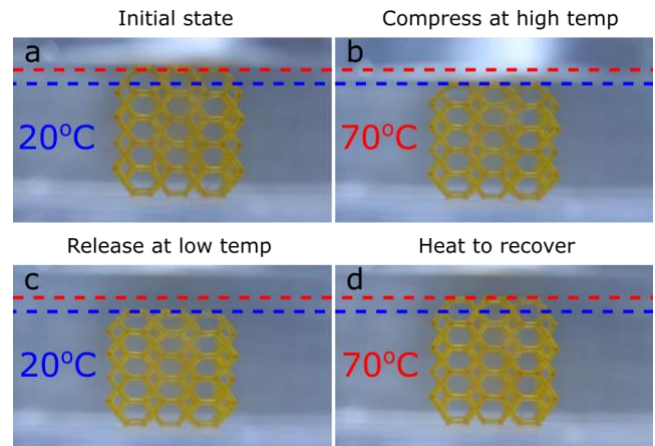 Initial state
a
20°C
Compress at high temp
b
70°C
Release at low temp
c
20°C
Heat to recover
d
70°C